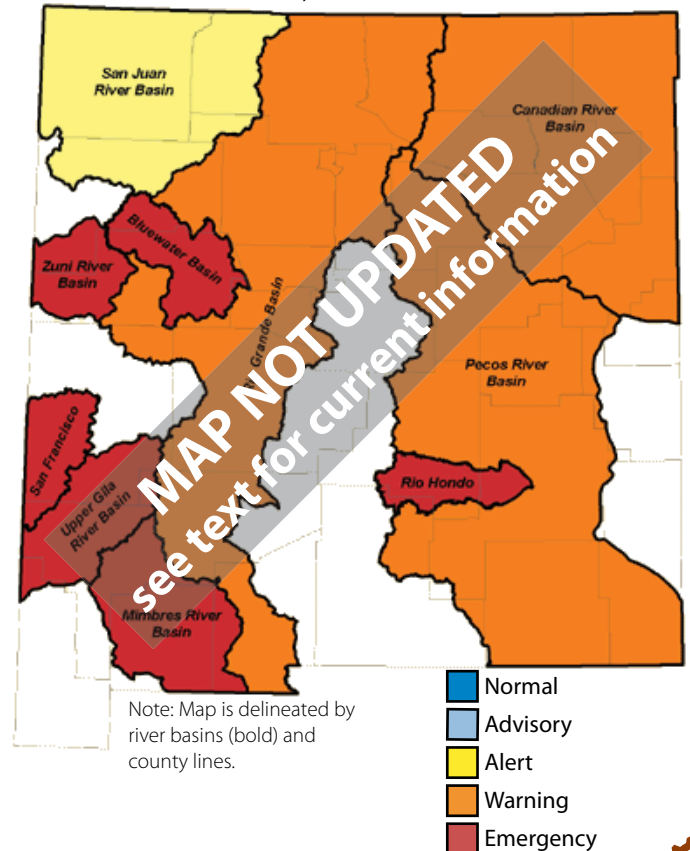 San Juan
River Basin
Canadian River
Basin
Bluewater Basin
Zuni River
Basin
Grande Basin
MAP NOT UPDATED
see text for current information
Pecos River
Basin
San Francisco
Upper Gila
River Basin
Rio Hondo
Mimbres River
Basin
Note: Map is delineated by
river basins (bold) and
county lines.
Normal
Advisory
Alert
Warning
Emergency